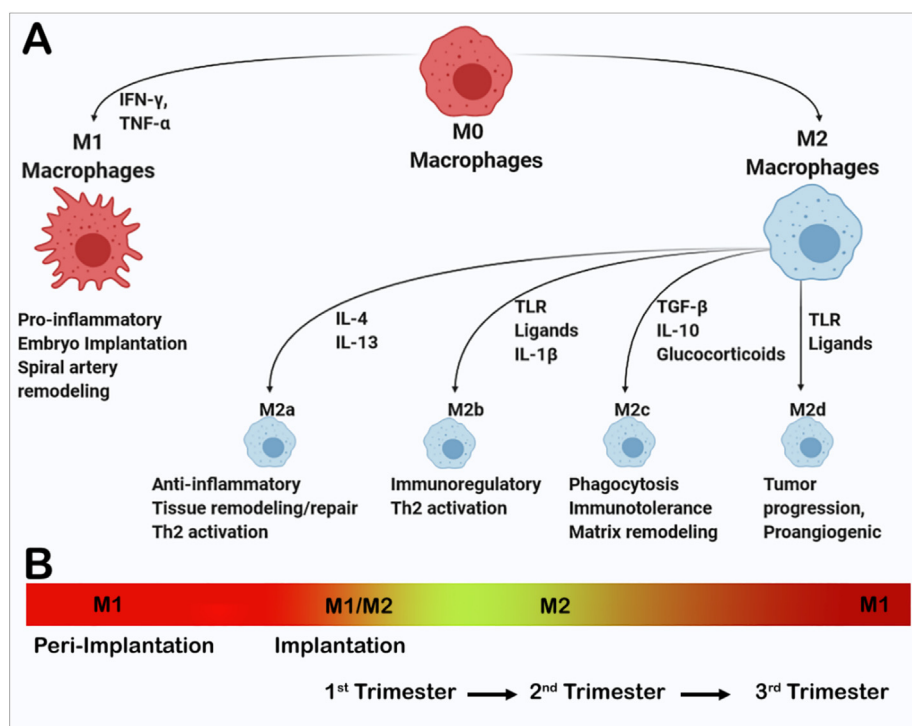 A
IFN-γ,
TNF-α
M1
Macrophages
M0
Macrophages
M2
Macrophages
Pro-inflammatory
Embryo Implantation
Spiral artery
remodeling
IL-4
IL-13
TLR
Ligands
IL-1β
TGF-β
IL-10
Glucocorticoids
TLR
Ligands
M2a
M2b
M2c
M2d
Anti-inflammatory
Tissue remodeling/repair
Th2 activation
Immunoregulatory
Th2 activation
Phagocytosis
Immunotolerance
Matrix remodeling
Tumor
progression,
Proangiogenic
B
M1
M1/M2
M2
M1
Peri-Implantation
Implantation
1st Trimester
2nd Trimester
3rd Trimester